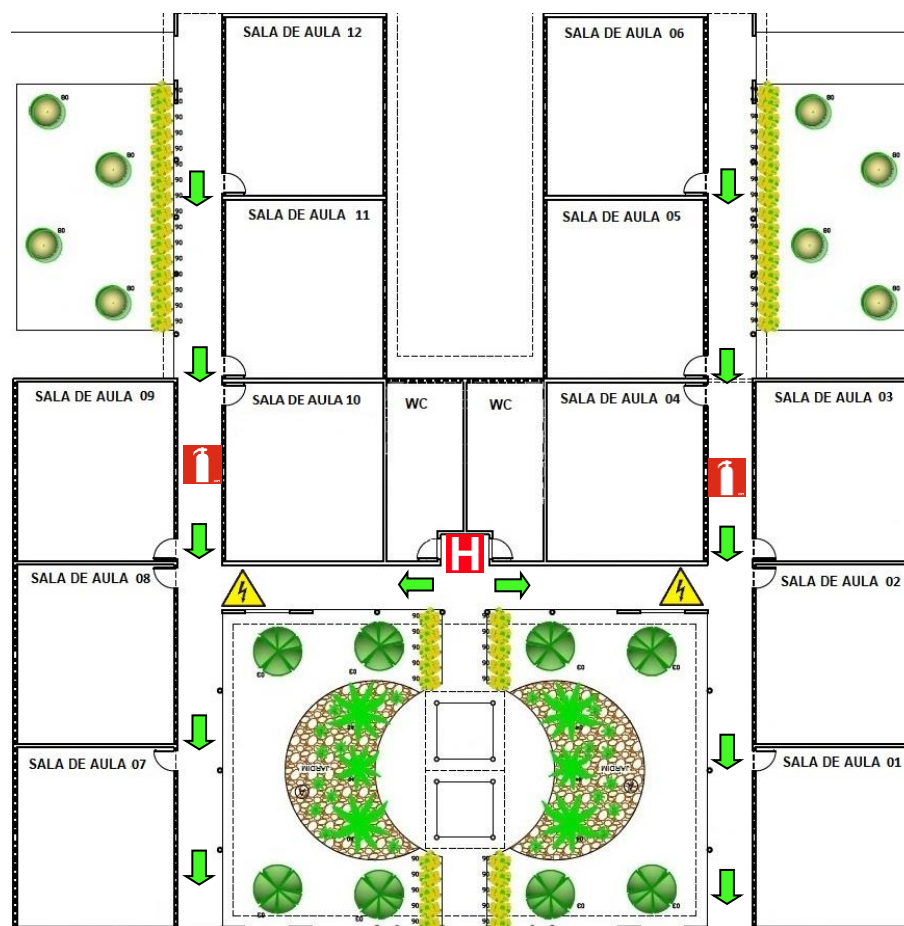 SALA DE AULA 12
SALA DE AULA 06
SALA DE AULA 11
SALA DE AULA 05
SALA DE AULA 09
SALA DE AULA 10
WC
WC
SALA DE AULA 04
SALA DE AULA 03
H
SALA DE AULA 08
SALA DE AULA 02
SALA DE AULA 07
SALA DE AULA 01
JARDIM
JARDIM